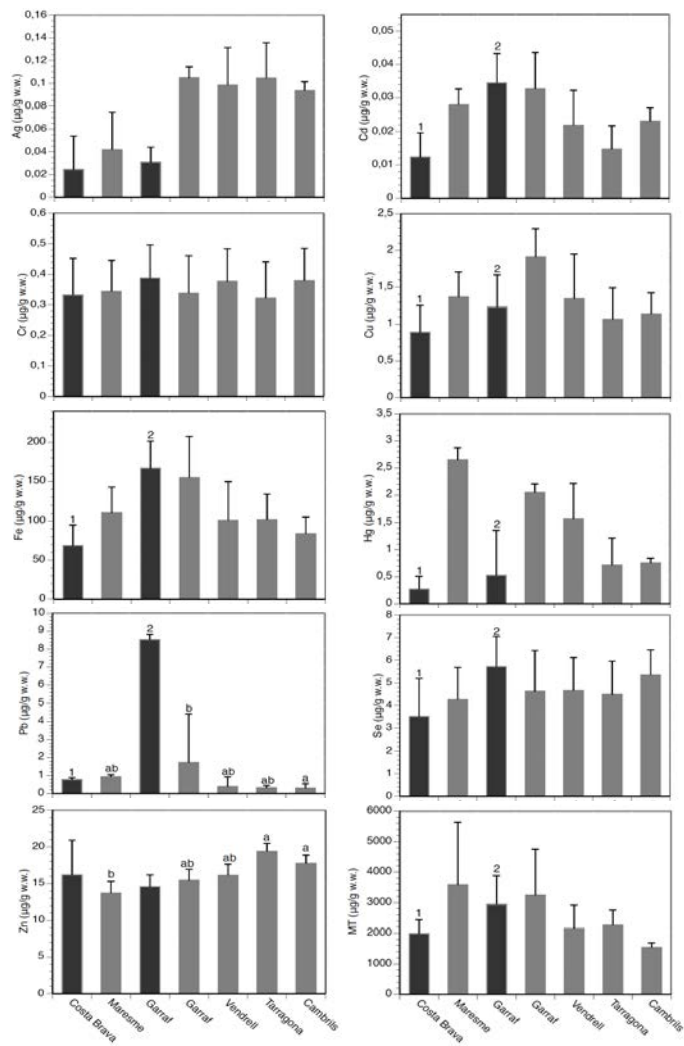 0,16
0,14
0,12
0,1
0,08
0,06
0,04
0,02
0
Ag (µg/g w.w.)
0,05
0,04
0,03
0,02
0,01
0
Cd (µg/g w.w.)
1
2
0,6
0,5
0,4
0,3
0,2
0,1
0
Cr (µg/g w.w.)
2,5
2
1,5
1
0,5
0
Cu (µg/g w.w.)
1
2
200
150
100
50
0
Fe (µg/g w.w.)
1
2
3,5
3
2,5
2
1,5
1
0,5
0
Hg (µg/g w.w.)
1
2
10
9
8
7
6
5
4
3
2
1
0
Pb (µg/g w.w.)
1
ab
2
b
ab
ab
a
8
7
6
5
4
3
2
1
0
Se (µg/g w.w.)
1
2
25
20
15
10
5
0
Zn (µg/g w.w.)
b
ab
ab
a
a
Costa Brava
Maresme
Garraf
Garraf
Vendrell
Tarragona
Cambrils
6000
5000
4000
3000
2000
1000
0
MT (µg/g w.w.)
1
2
Costa Brava
Maresme
Garraf
Garraf
Vendrell
Tarragona
Cambrils